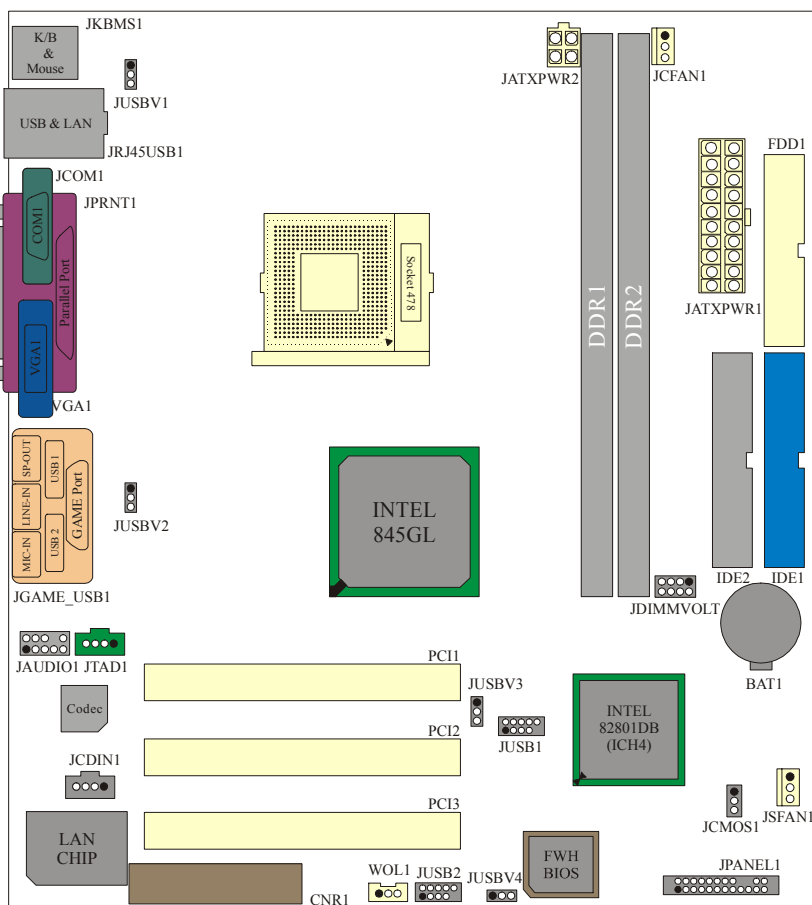 JKBMS1
K/B
&
Mouse
JUSBV1
USB & LAN
JRJ45USB1
JATXPWR2
JCFAN1
DDR1
DDR2
FDD1
JATXPWR1
JCOM1
JPRNT1
COM1
Parallel Port
VGA1
VGA1
Socket 478
SP-OUT
LINE-IN
MIC-IN
USB 1
USB 2
GAME Port
JGAME_USB1
JUSBV2
INTEL
845GL
IDE2
IDE1
JDIMMVOLT
BAT1
JAUDIO1
JTAD1
Codec
JCDIN1
LAN
CHIP
PCI1
PCI2
PCI3
JUSBV3
JUSB1
INTEL
82801DB
(ICH4)
JCMOS1
JSFAN1
CNR1
WOL1
JUSB2
JUSBV4
FWH
BIOS
JPANEL1